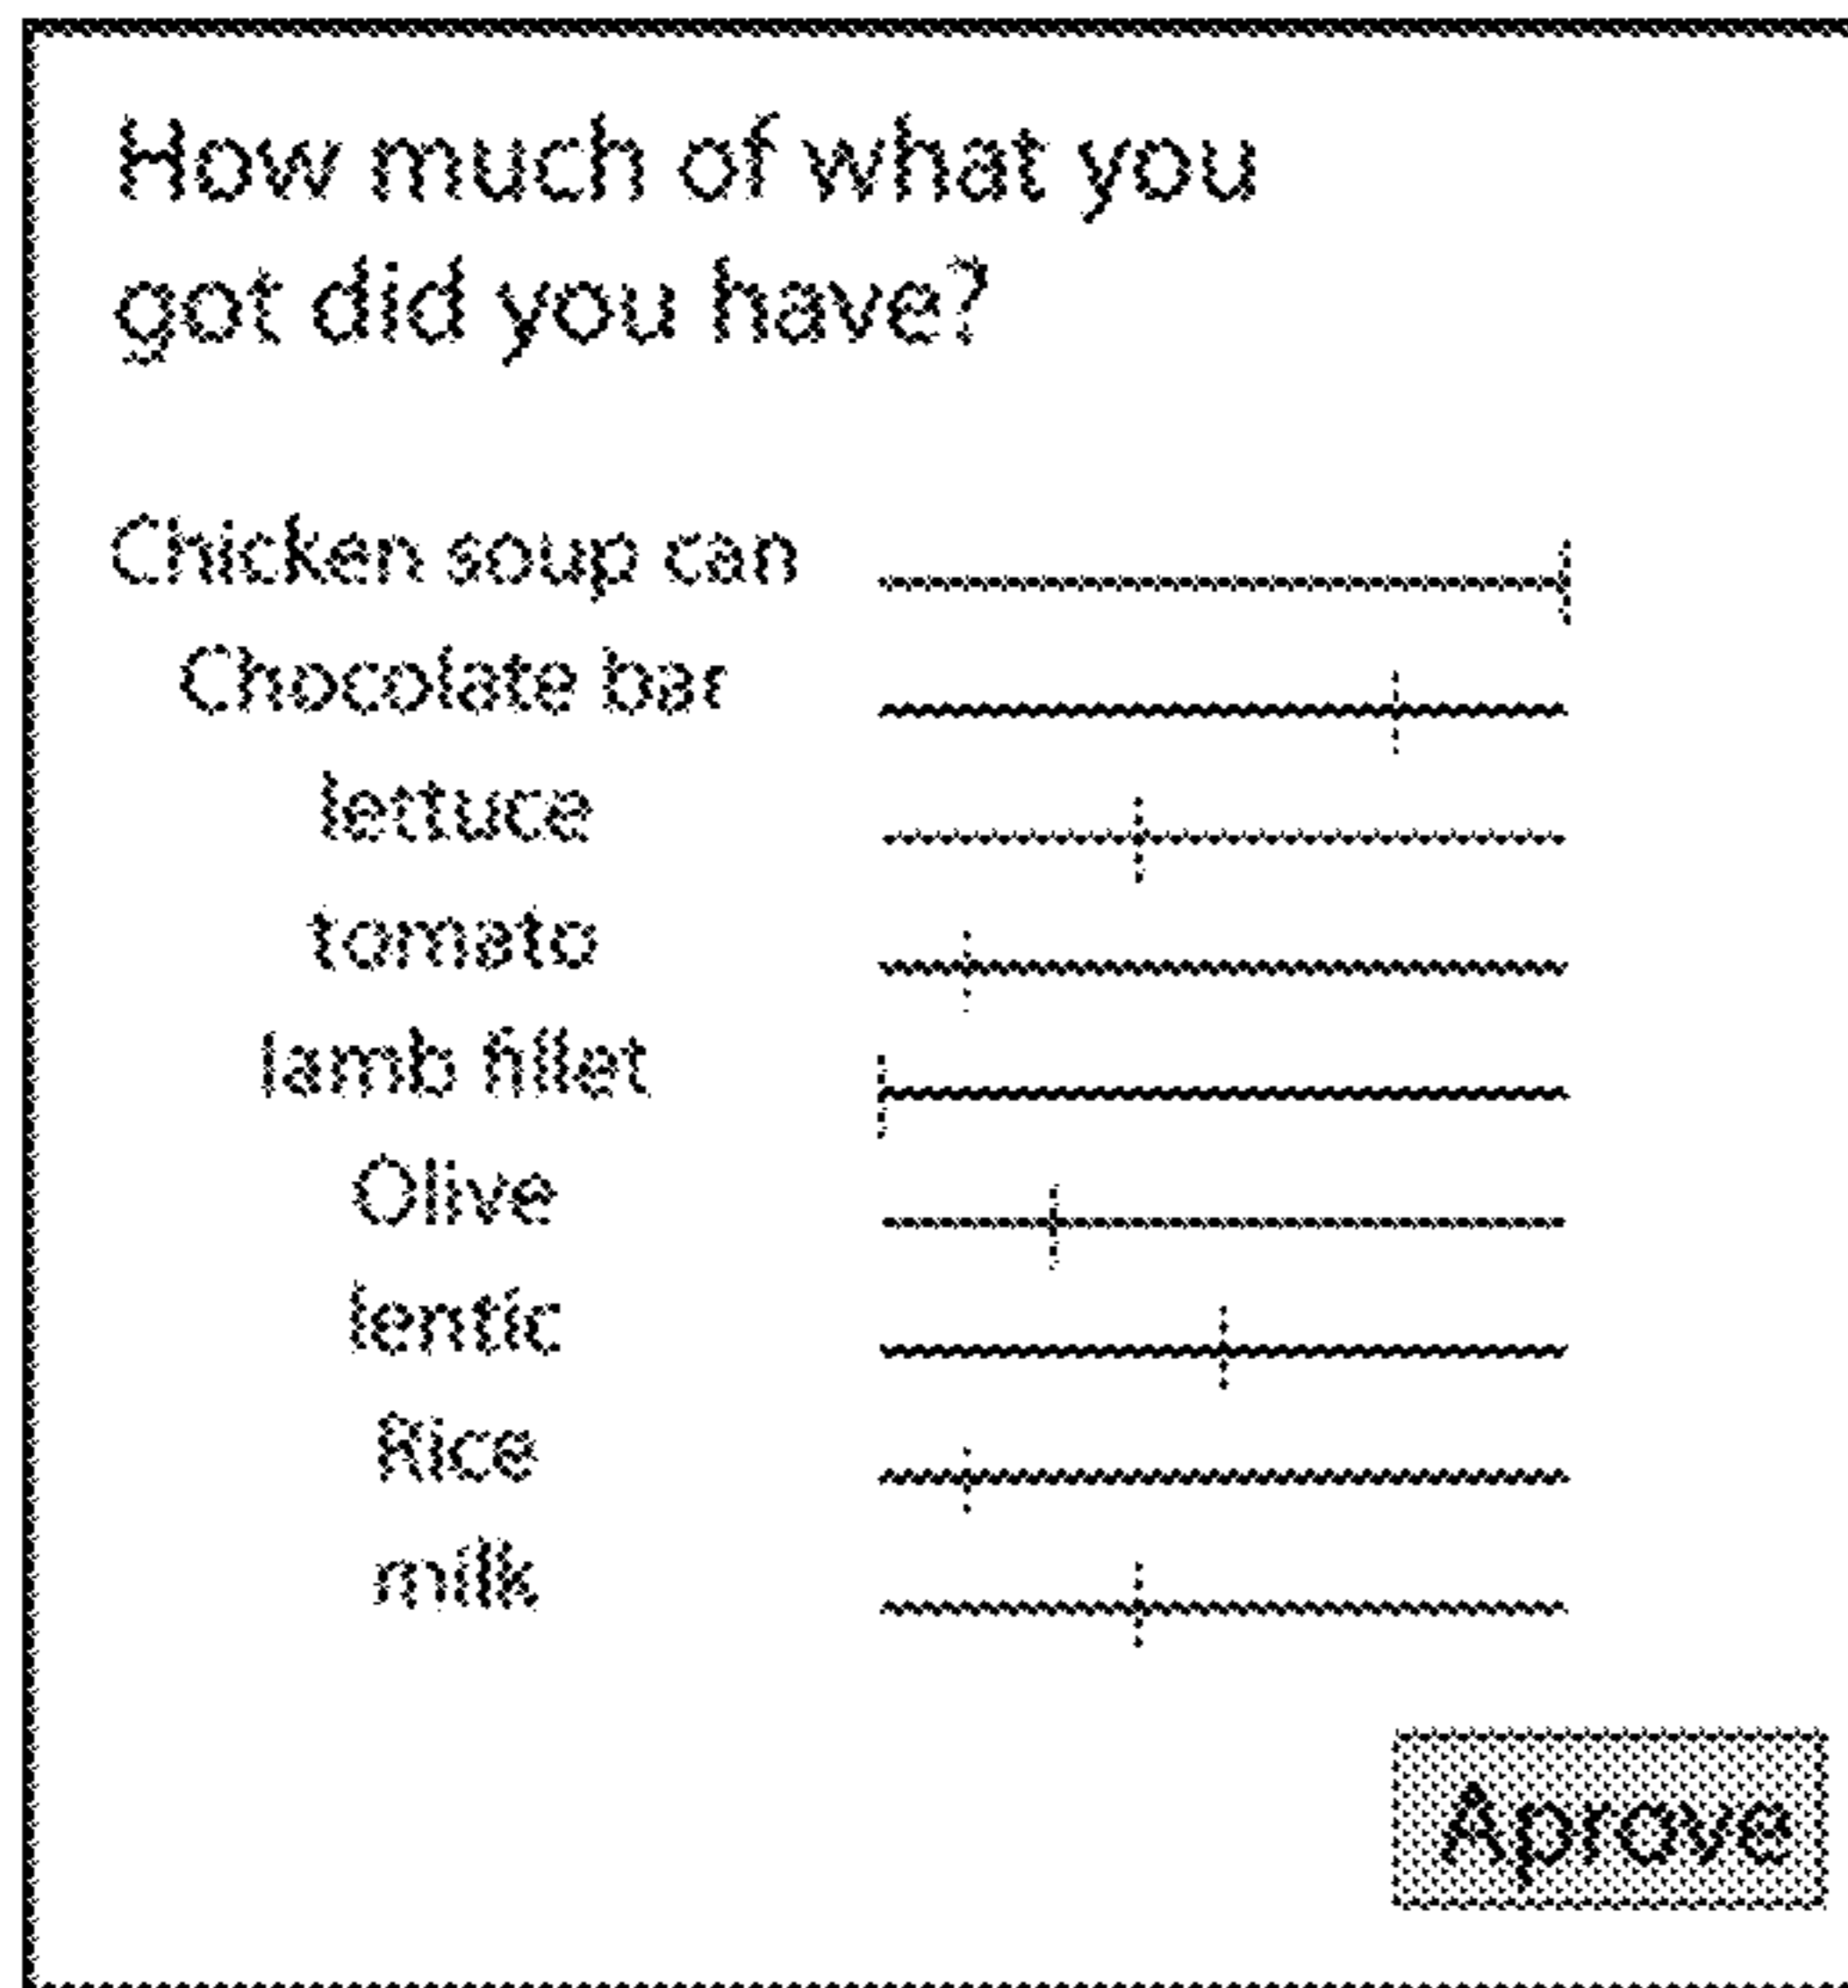 How much of what you
got did you have?
Chicken soup can
Chocolate bar
lettuce
tomato
lamb fillet
Olive
lentic
Rice
milk
Aprove